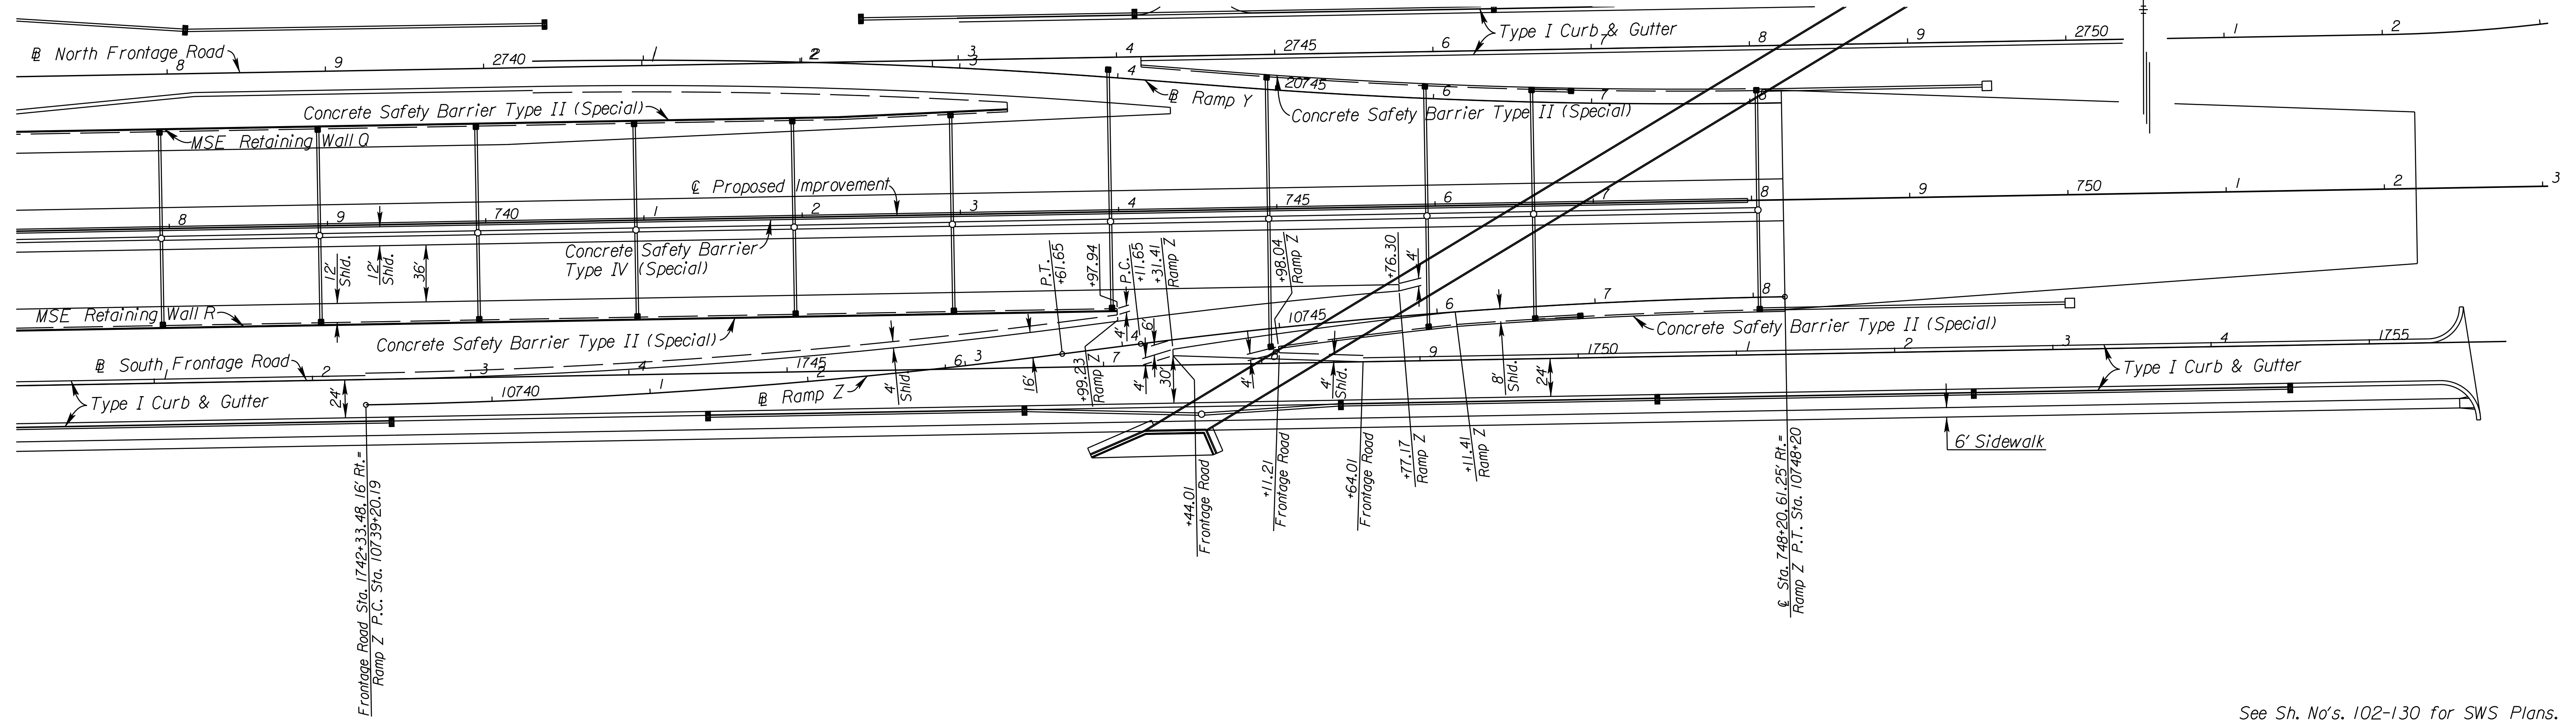 Type I Curb & Gutter
℄ North Frontage Road
8 9 2740 1 2 3 4 2745 6 7 8 9 2750 1 2
3 4 20745 6 7 8
℄ Ramp Y
Concrete Safety Barrier Type II (Special)
Concrete Safety Barrier Type II (Special)
MSE Retaining Wall Q
℄ Proposed Improvement
8 9 740 1 2 3 4 745 6 7 8 9 750 1 2 3
Concrete Safety Barrier
Type IV (Special)
12'
Shld.
12'
Shld.
36'
P.T.
+61.65
+97.94
P.C.
+11.65
+31.41
Ramp Z
+98.04
Ramp Z
+76.30
4'
MSE Retaining Wall R
Concrete Safety Barrier Type II (Special)
10745 6 7 8
Concrete Safety Barrier Type II (Special)
℄ South Frontage Road
1 2 3 4 1745 6 7 9 1750 1 2 3 4 1755
10740 1 2 3 4
℄ Ramp Z
Type I Curb & Gutter
Type I Curb & Gutter
24'
4'
Shld.
16'
+99.23
Ramp Z
4'
6'
4'
30'
4'
4'
Shld.
8'
Shld.
24'
6' Sidewalk
+44.01
Frontage Road
+11.21
Frontage Road
+64.01
Frontage Road
+77.17
Ramp Z
+11.41
Ramp Z
Frontage Road Sta. 1742+33.48, 16' Rt.=
Ramp Z P.C. Sta. 10739+20.19
℄ Sta. 748+20, 61.25' Rt.=
Ramp Z P.T. Sta. 10748+20
See Sh. No's. 102-130 for SWS Plans.